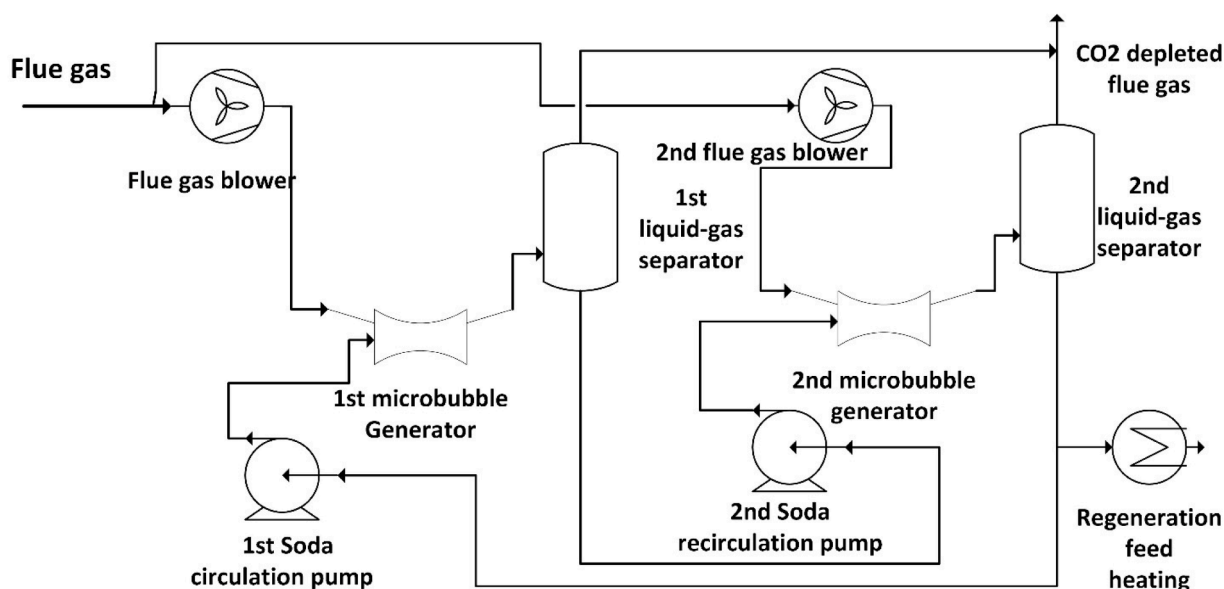 Flue gas
Flue gas blower
1st microbubble
Generator
1st Soda
circulation pump
1st
liquid-gas
separator
2nd flue gas blower
2nd microbubble
generator
2nd Soda
recirculation pump
CO2 depleted
flue gas
2nd
liquid-gas
separator
Regeneration
feed
heating